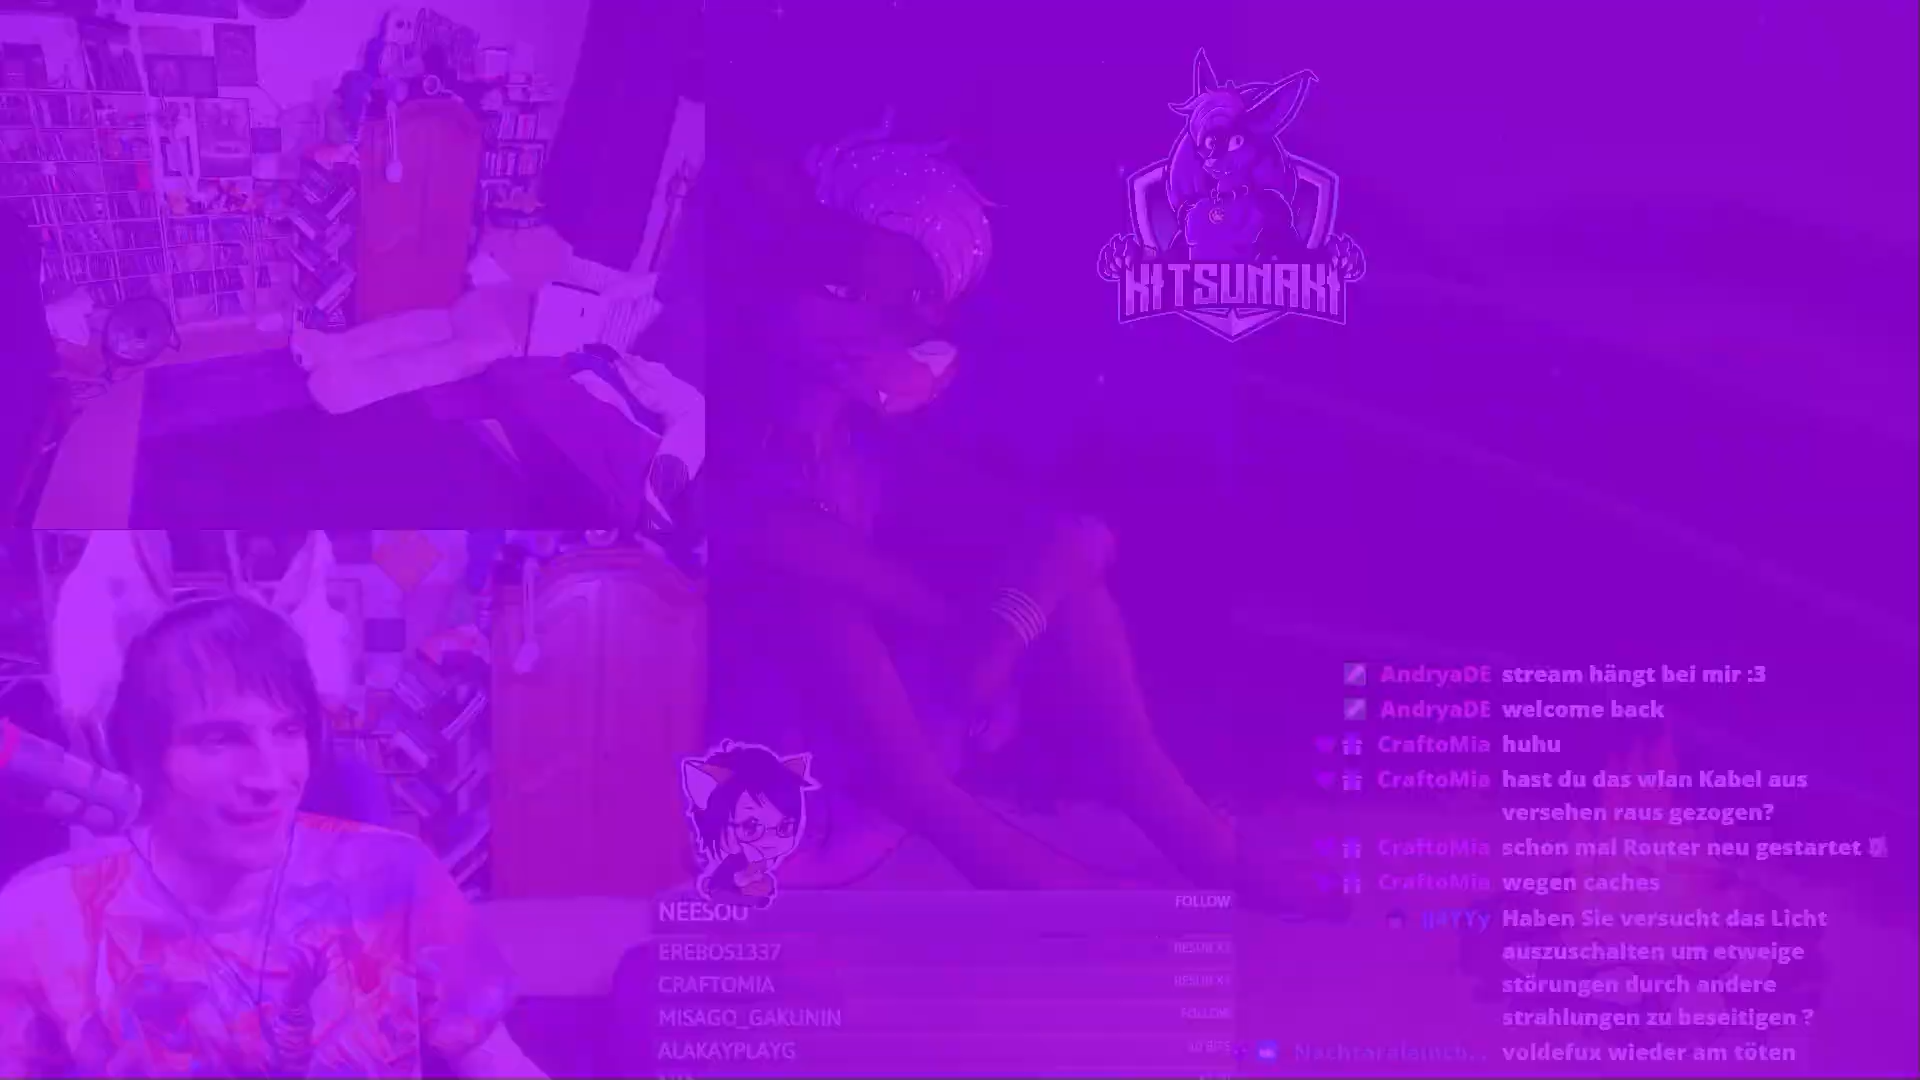 KITSUNAKI
AndryaDE stream hängt bei mir :3
AndryaDE welcome back
CraftoMia huhu
CraftoMia hast du das wlan Kabel aus
versehen raus gezogen?
CraftoMia schon mal Router neu gestartet
CraftoMia wegen caches
Haben Sie versucht das Licht
auszuschalten um etweige
störungen durch andere
strahlungen zu beseitigen ?
voldefux wieder am töten
NEESOU FOLLOW
EREBOS1337
CRAFTOMIA
MISAGO_GAKUNIN FOLLOW
ALAKAYPLAYG